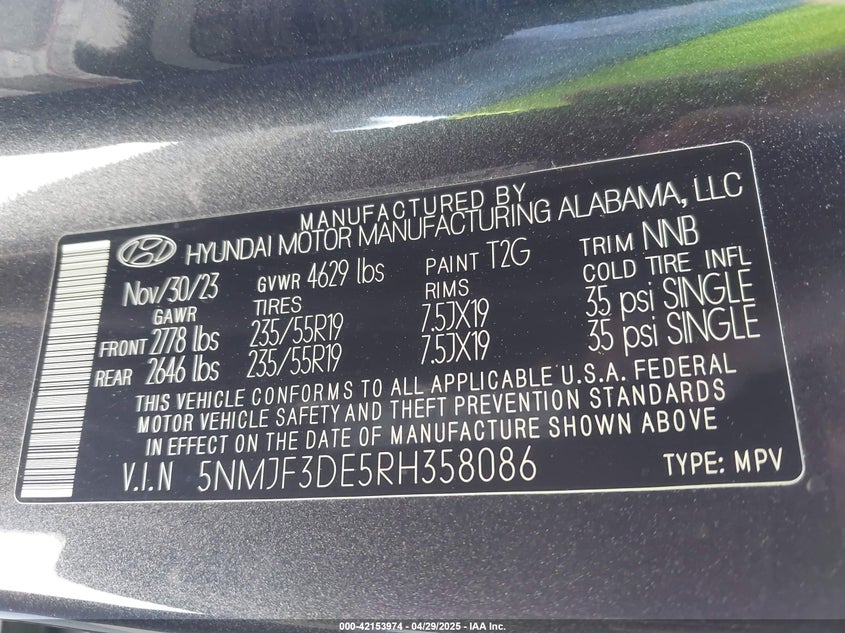 MANUFACTURED BY
HYUNDAI MOTOR MANUFACTURING ALABAMA, LLC
Nov/30/23 GVWR 4629 lbs PAINT T2G TRIM NNB
GAWR TIRES RIMS COLD TIRE INFL
FRONT 2778 lbs 235/55R19 7.5JX19 35 psi SINGLE
REAR 2646 lbs 235/55R19 7.5JX19 35 psi SINGLE
THIS VEHICLE CONFORMS TO ALL APPLICABLE U.S.A. FEDERAL
MOTOR VEHICLE SAFETY AND THEFT PREVENTION STANDARDS
IN EFFECT ON THE DATE OF MANUFACTURE SHOWN ABOVE
V.I.N 5NMJF3DE5RH358086 TYPE: MPV
000-42153974 | 04/29/2025 - IAA Inc.